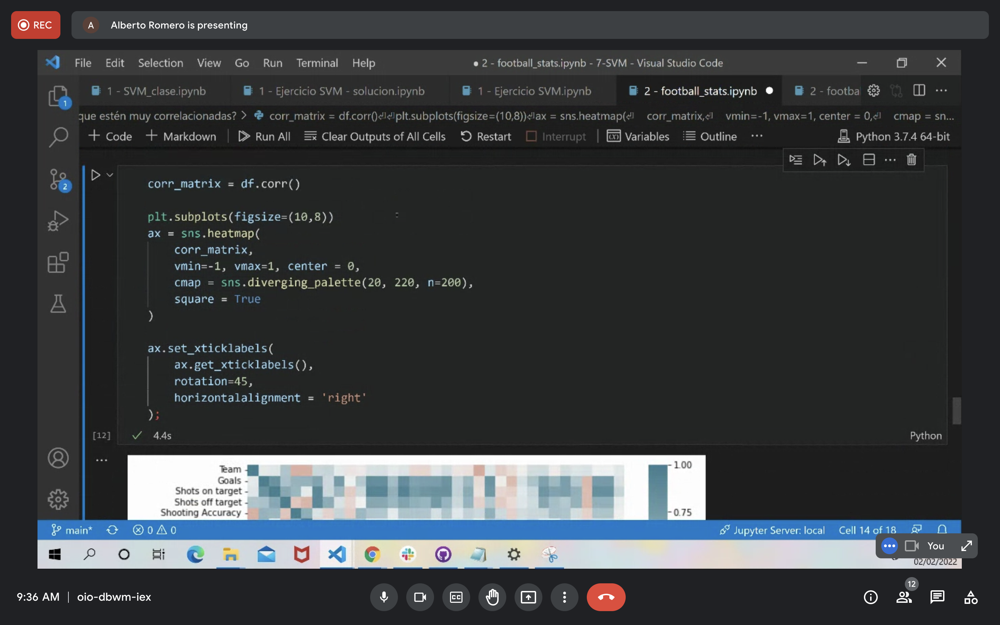 REC
A
Alberto Romero is presenting
File Edit Selection View Go Run Terminal Help
● 2 - football_stats.ipynb - 7-SVM - Visual Studio Code
1 - SVM_clase.ipynb
1 - Ejercicio SVM - solucion.ipynb
1 - Ejercicio SVM.ipynb
2 - football_stats.ipynb
2 - footba
1
que estén muy correlacionadas? > corr_matrix = df.corr()⏎⏎plt.subplots(figsize=(10,8))⏎ax = sns.heatmap(⏎ corr_matrix,⏎ vmin=-1, vmax=1, center = 0,⏎ cmap = sn...
+ Code + Markdown | Run All Clear Outputs of All Cells Restart Interrupt | (x) Variables Outline ...
Python 3.7.4 64-bit
2
corr_matrix = df.corr()
plt.subplots(figsize=(10,8))
ax = sns.heatmap(
    corr_matrix,
    vmin=-1, vmax=1, center = 0,
    cmap = sns.diverging_palette(20, 220, n=200),
    square = True
)
ax.set_xticklabels(
    ax.get_xticklabels(),
    rotation=45,
    horizontalalignment = 'right'
);
[12] ✓ 4.4s
Python
Team
Goals
Shots on target
Shots off target
Shooting Accuracy
1.00
0.75
main* 0 0
Jupyter Server: local Cell 14 of 18
You
02/02/2022
9:36 AM | oio-dbwm-iex
CC
12